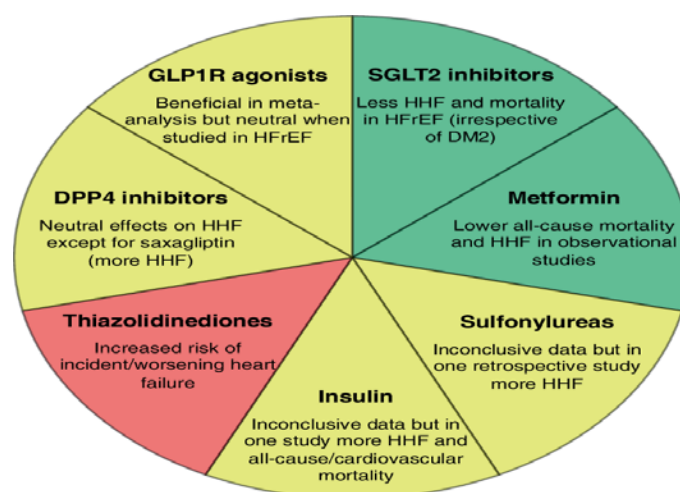 GLP1R agonists
Beneficial in meta-
analysis but neutral when
studied in HFrEF
SGLT2 inhibitors
Less HHF and mortality
in HFrEF (irrespective
of DM2)
DPP4 inhibitors
Neutral effects on HHF
except for saxagliptin
(more HHF)
Metformin
Lower all-cause mortality
and HHF in observational
studies
Thiazolidinediones
Increased risk of
incident/worsening heart
failure
Sulfonylureas
Inconclusive data but in
one retrospective study
more HHF
Insulin
Inconclusive data but in
one study more HHF and
all-cause/cardiovascular
mortality